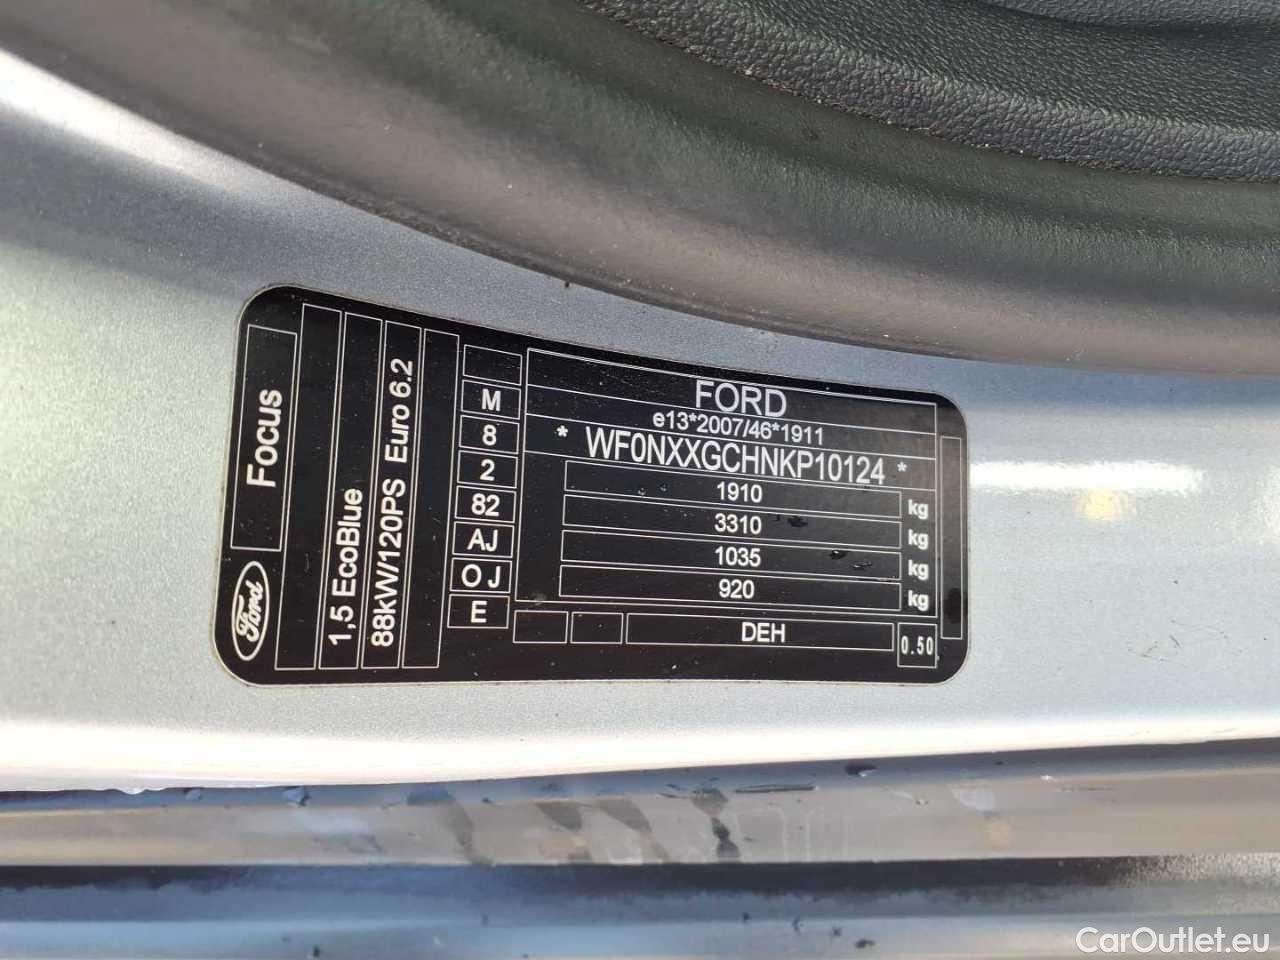 Ford
Focus
1,5 EcoBlue
88kW/120PS Euro 6.2
M
8
2
82
AJ
OJ
E
FORD
e13*2007/46*1911
* WF0NXXGCHNKP10124 *
1910 kg
3310 kg
1035 kg
920 kg
DEH
0.50
CarOutlet.eu